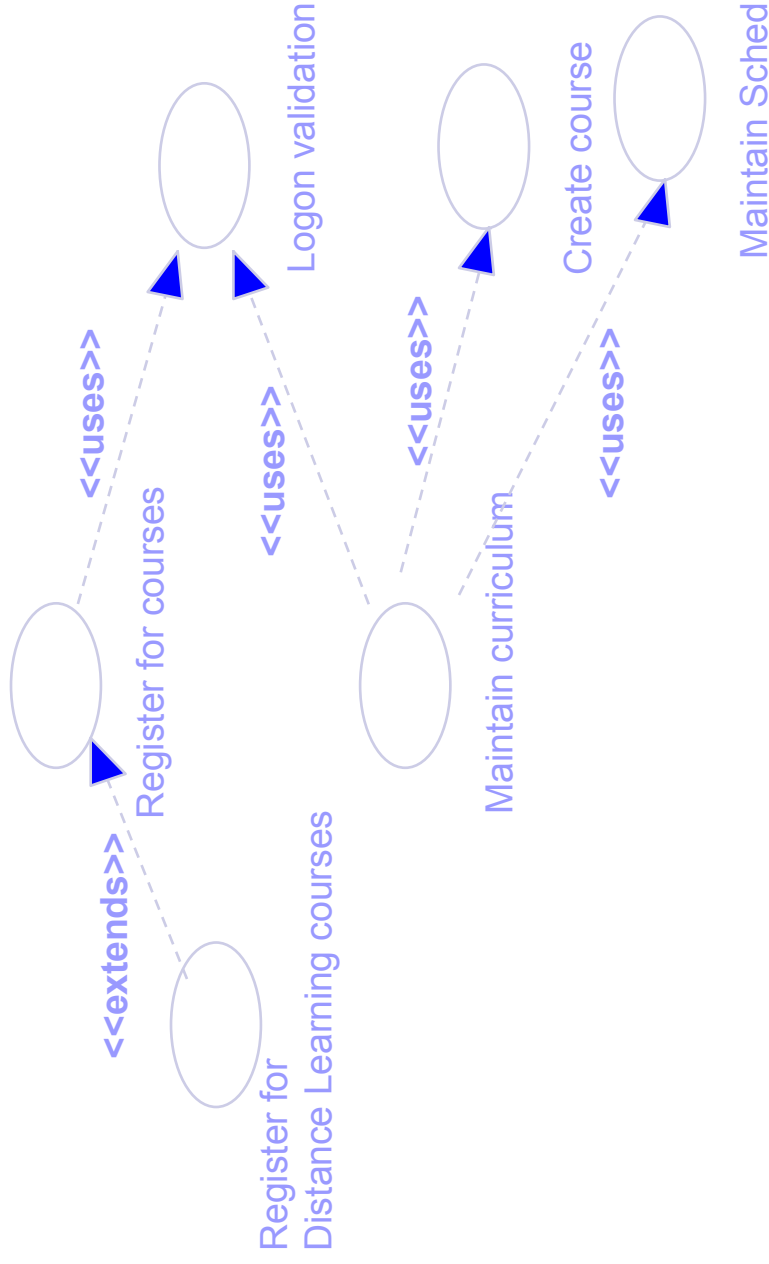 <<uses>>
<<extends>>
Register for courses
Register for
Distance Learning courses
<<uses>>
Logon validation
<<uses>>
Maintain curriculum
Create course
<<uses>>
Maintain Sched